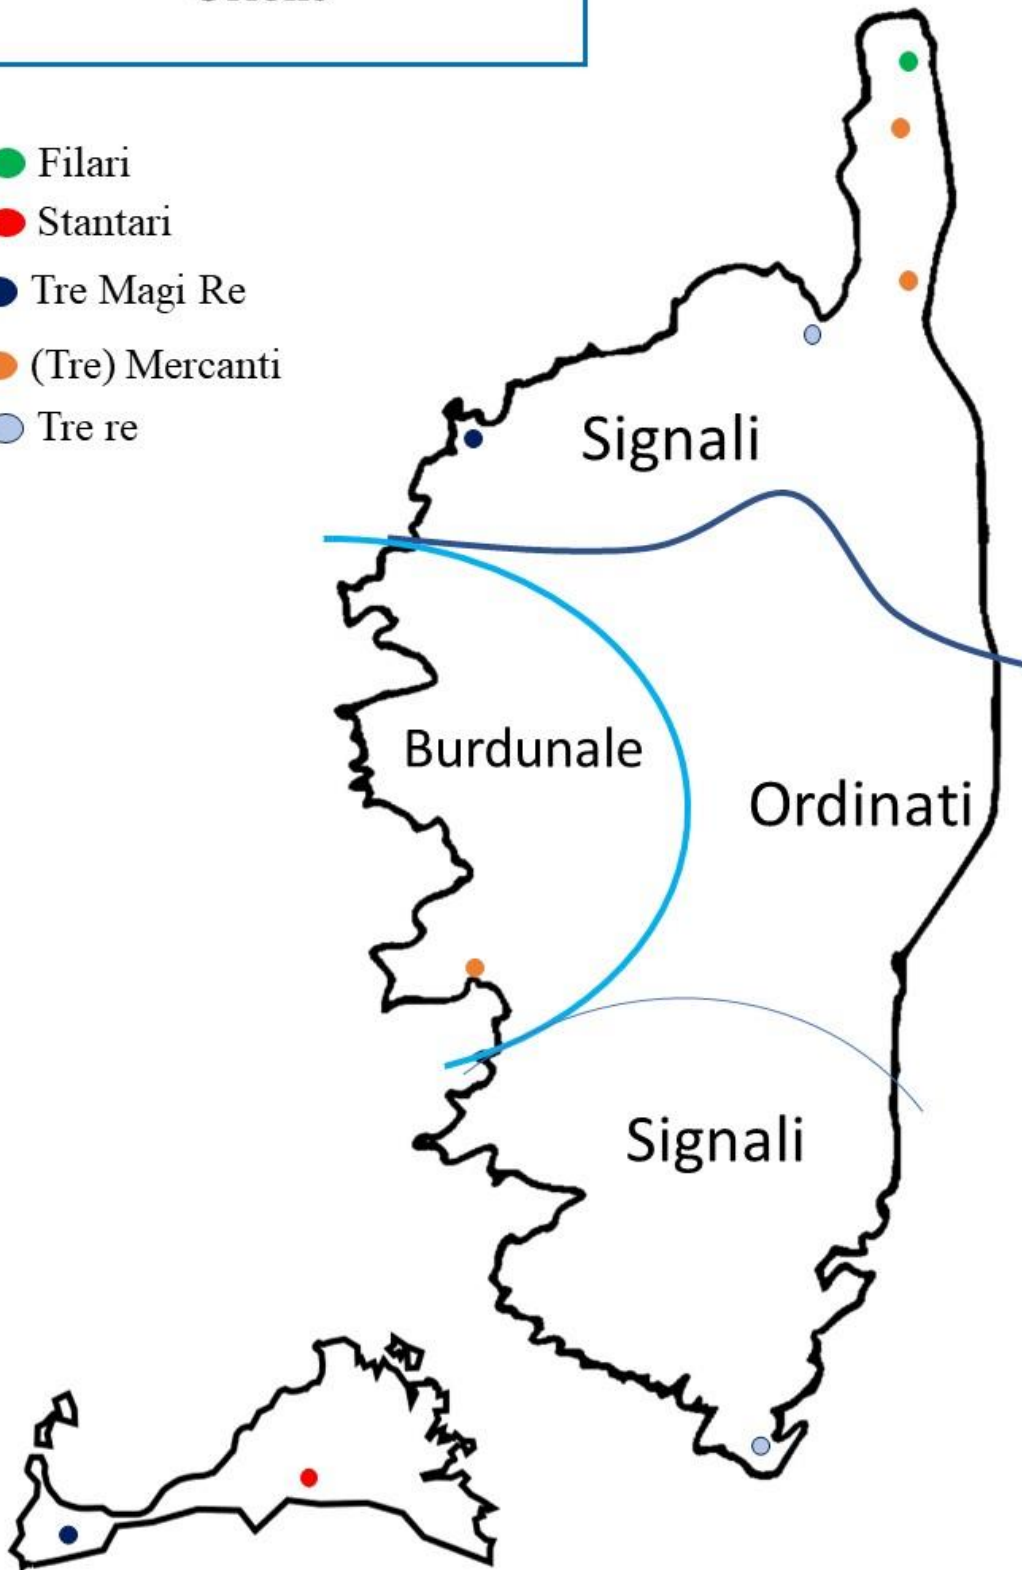 Filari
Stantari
Tre Magi Re
(Tre) Mercanti
Tre re
Signali
Burdunale
Ordinati
Signali